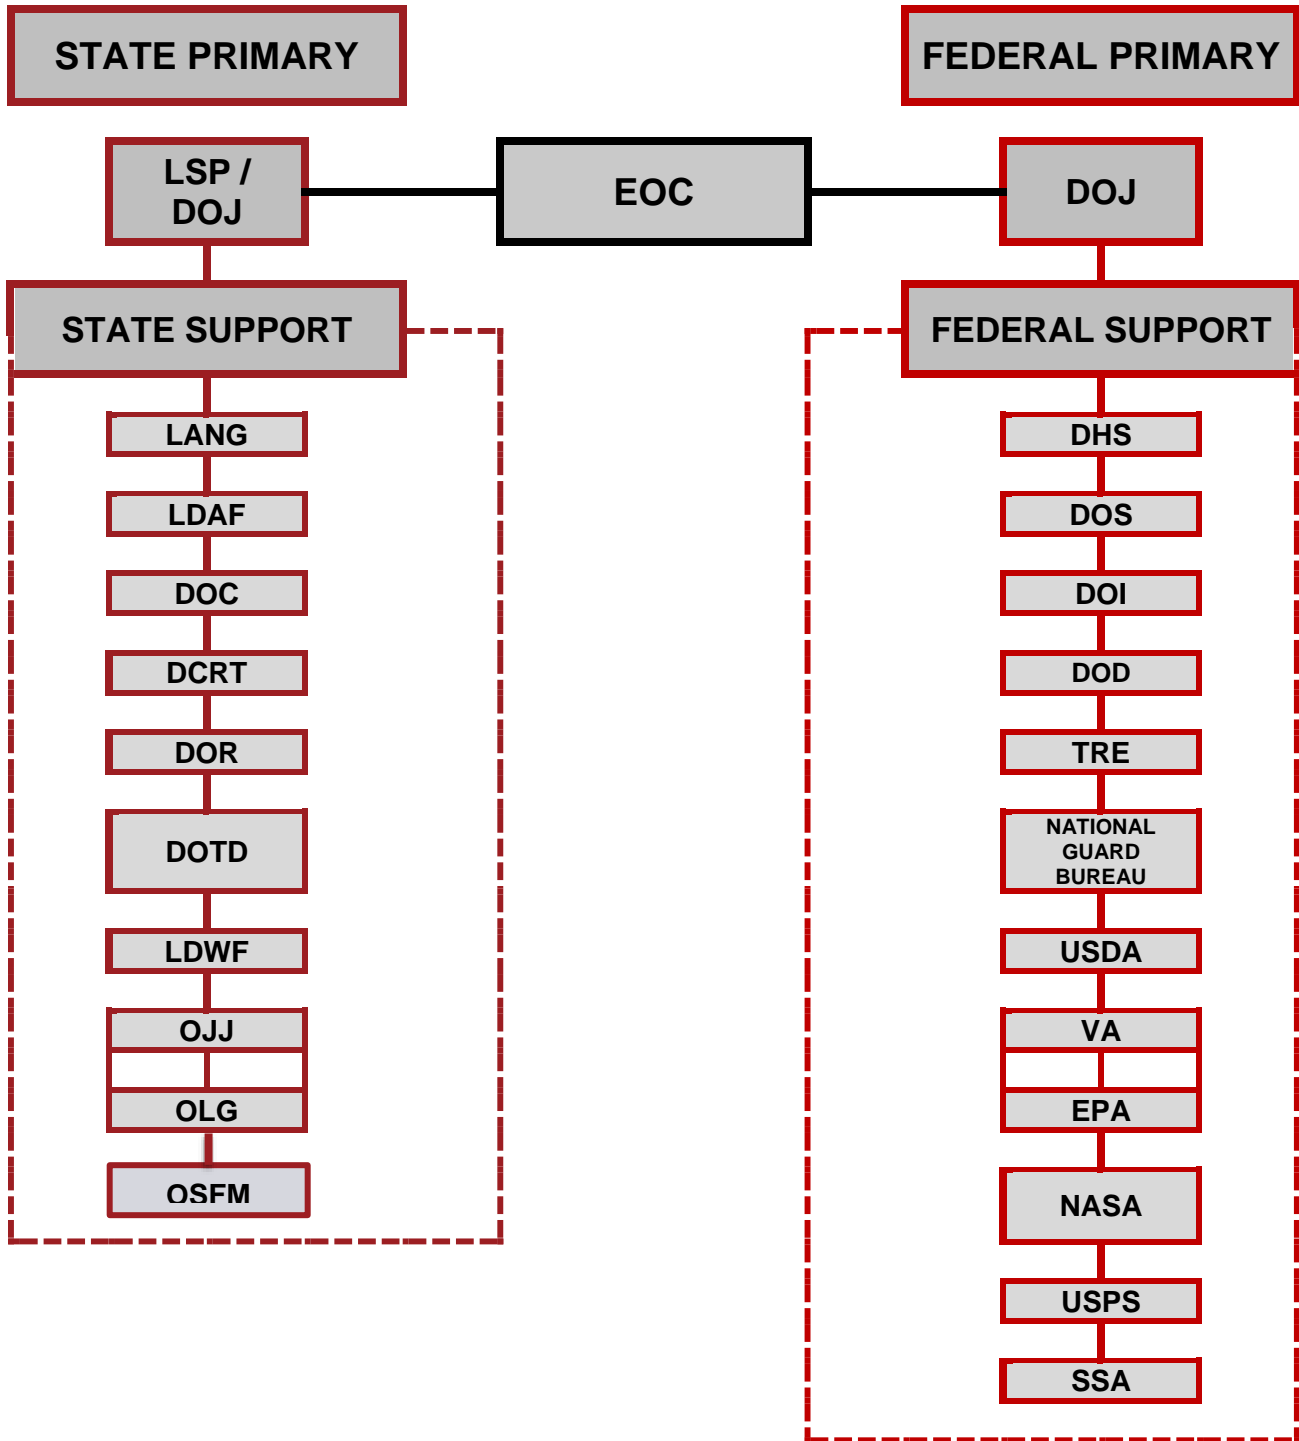 STATE PRIMARY
FEDERAL PRIMARY
LSP /
DOJ
EOC
DOJ
STATE SUPPORT
FEDERAL SUPPORT
LANG
LDAF
DOC
DCRT
DOR
DOTD
LDWF
OJJ
OLG
OSFM
DHS
DOS
DOI
DOD
TRE
NATIONAL
GUARD
BUREAU
USDA
VA
EPA
NASA
USPS
SSA